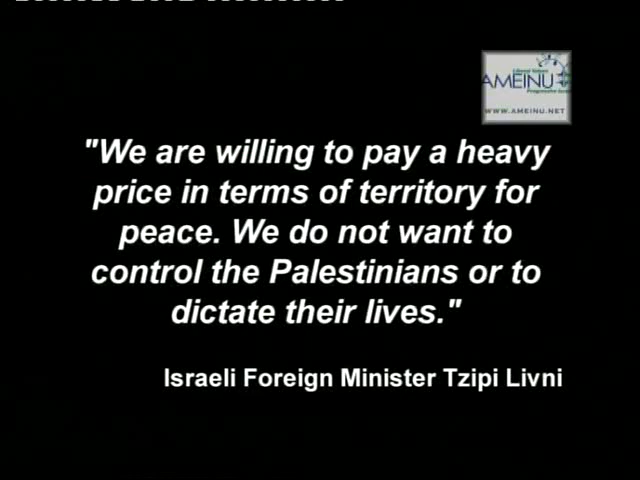 AMEINU
WWW.AMEINU.NET
"We are willing to pay a heavy
price in terms of territory for
peace. We do not want to
control the Palestinians or to
dictate their lives."
Israeli Foreign Minister Tzipi Livni